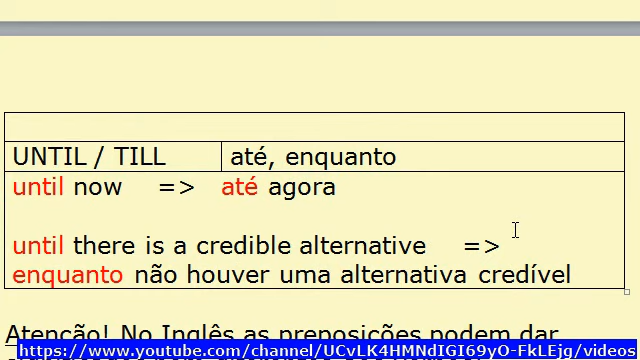 UNTIL / TILL até, enquanto
until now => até agora
until there is a credible alternative =>
enquanto não houver uma alternativa credível
Atenção! No Inglês as preposições podem dar
https://www.youtube.com/channel/UCvLK4HMNdIGI69yO-FkLEjg/videos